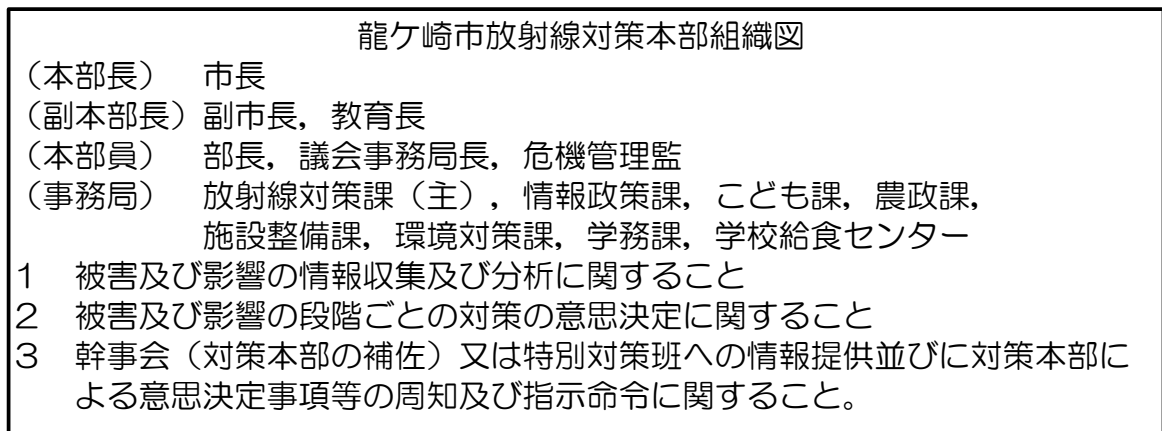 龍ケ崎市放射線対策本部組織図
（本部長）　市長
（副本部長）副市長，教育長
（本部員）　部長，議会事務局長，危機管理監
（事務局）　放射線対策課（主），情報政策課，こども課，農政課，
施設整備課，環境対策課，学務課，学校給食センター
１　被害及び影響の情報収集及び分析に関すること
２　被害及び影響の段階ごとの対策の意思決定に関すること
３　幹事会（対策本部の補佐）又は特別対策班への情報提供並びに対策本部に
よる意思決定事項等の周知及び指示命令に関すること。